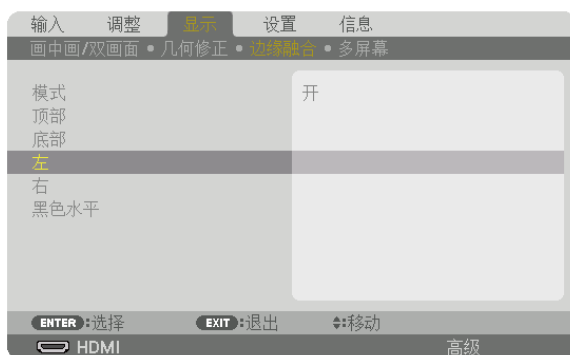 输入 调整 显示 设置 信息
画中画/双画面 • 几何修正 • 边缘融合 • 多屏幕
模式 开
顶部
底部
左
右
黑色水平
ENTER:选择 EXIT:退出 :移动
HDMI 高级